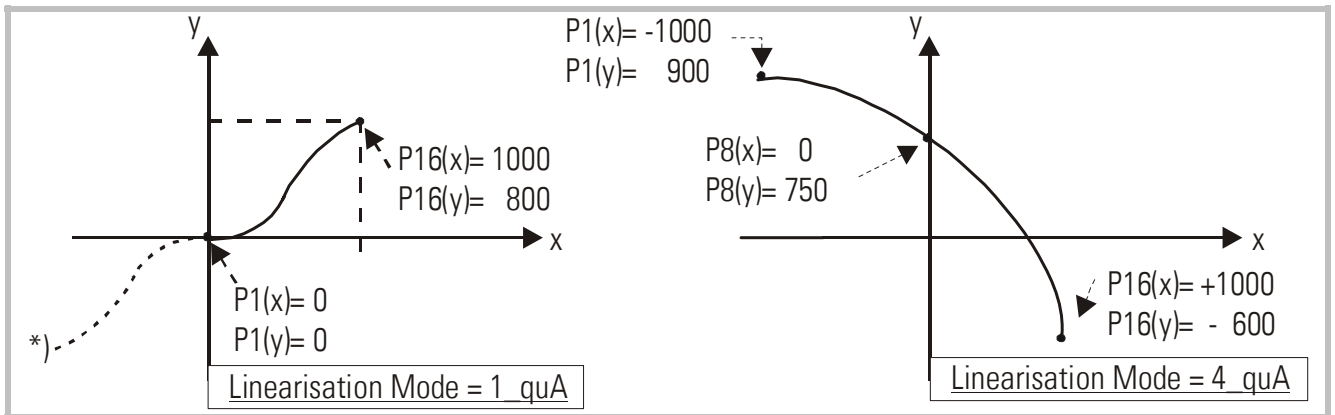 y
P16(x)= 1000
P16(y)= 800
x
P1(x)= 0
P1(y)= 0
*)
Linearisation Mode = 1_quA
P1(x)= -1000
P1(y)= 900
y
P8(x)= 0
P8(y)= 750
x
P16(x)= +1000
P16(y)= - 600
Linearisation Mode = 4_quA